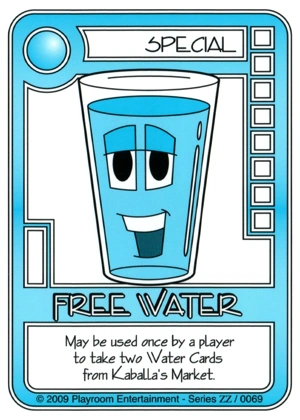 SPECIAL
FREE WATER
May be used once by a player
to take two Water Cards
from Kaballa's Market.
© 2009 Playroom Entertainment - Series ZZ / 0069